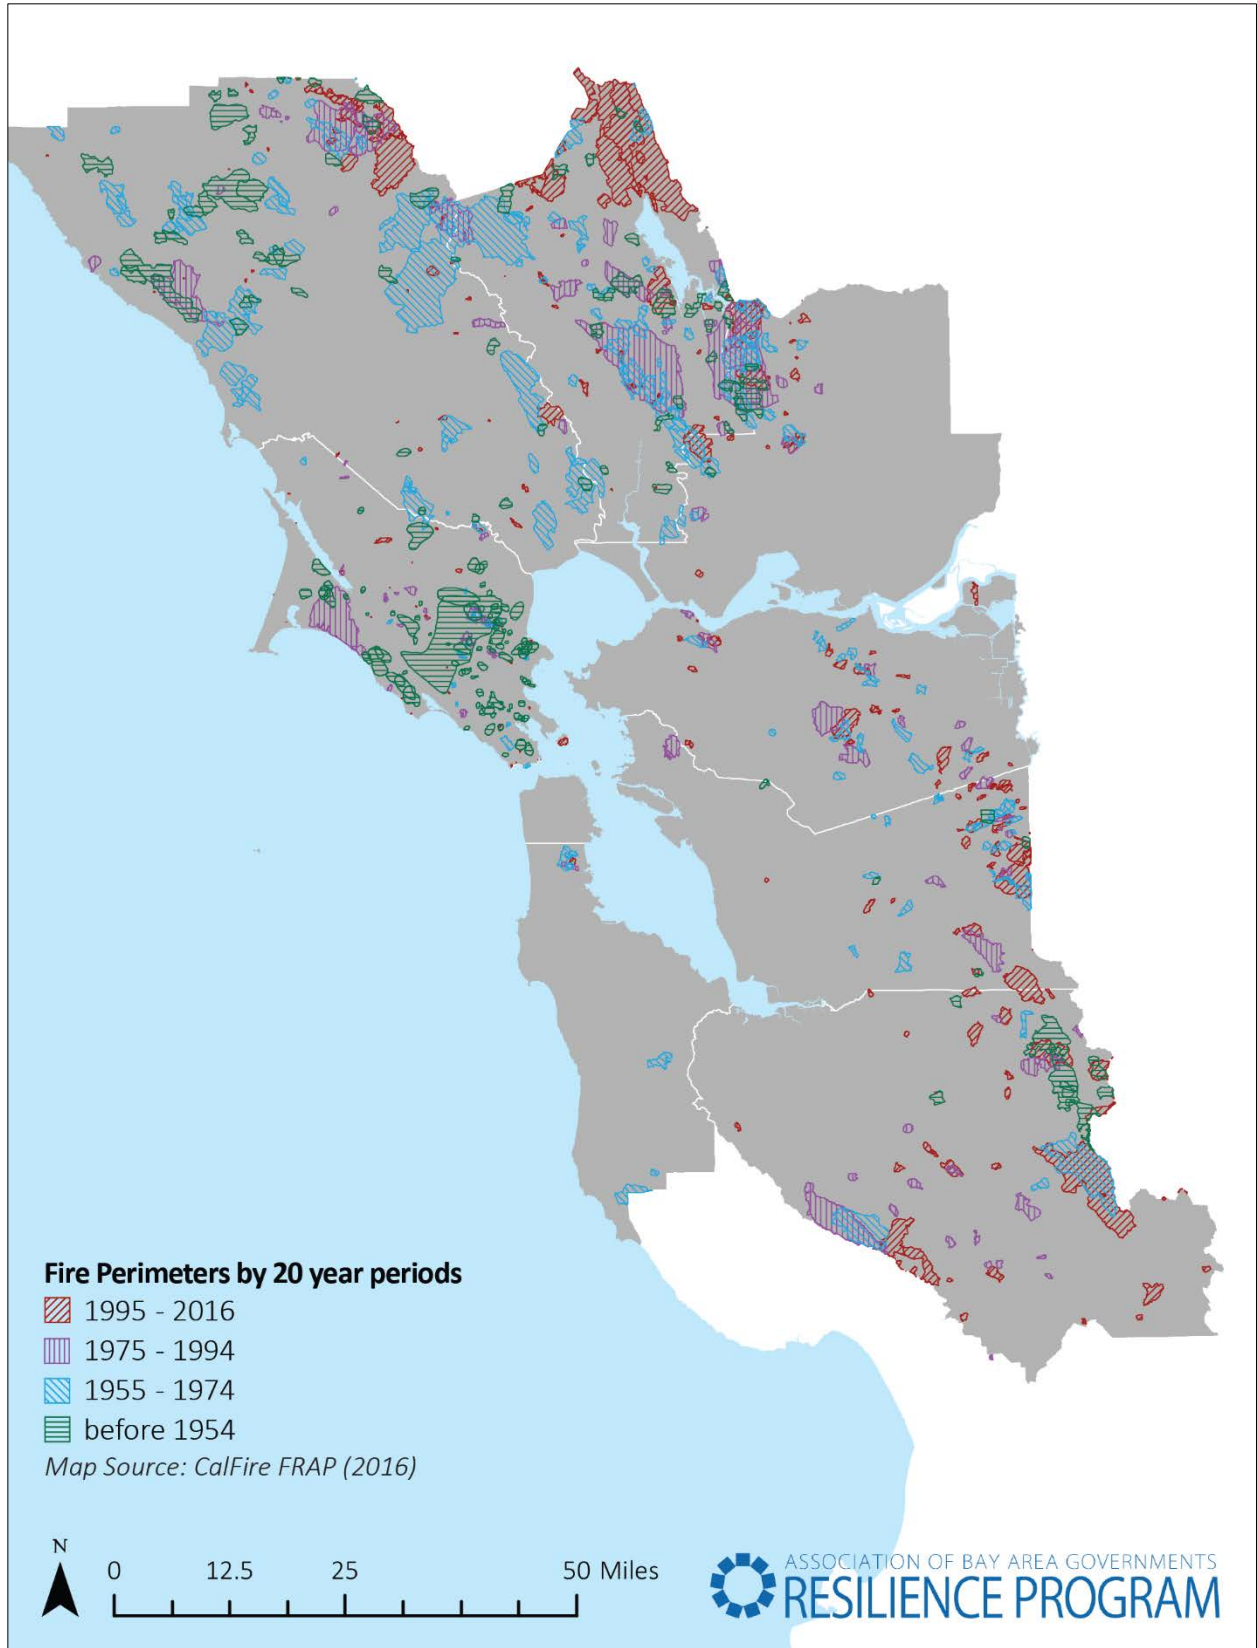 Fire Perimeters by 20 year periods
1995 - 2016
1975 - 1994
1955 - 1974
before 1954
Map Source: CalFire FRAP (2016)
N
0 12.5 25 50 Miles
ASSOCIATION OF BAY AREA GOVERNMENTS
RESILIENCE PROGRAM